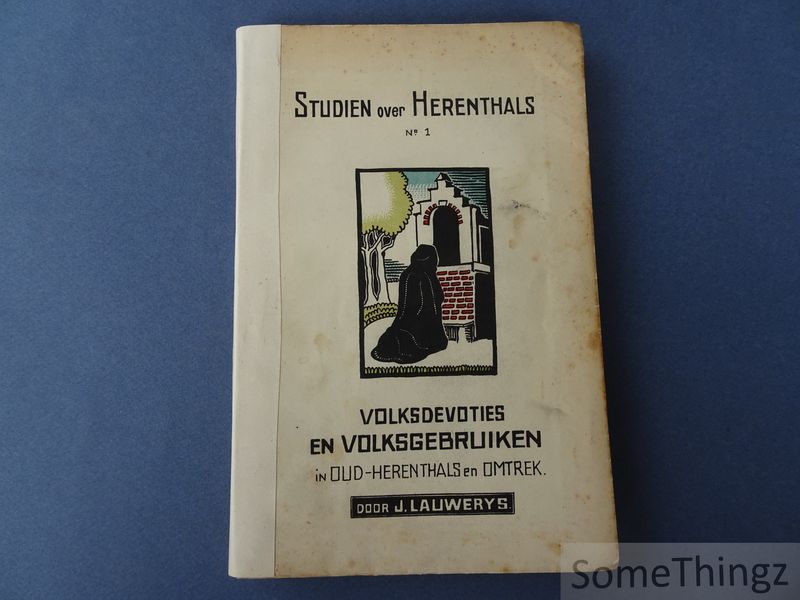 STUDIEN over HERENTHALS
Nº 1
VOLKSDEVOTIES
EN VOLKSGEBRUIKEN
in OUD-HERENTHALS en OMTREK.
DOOR J. LAUWERYS.
SomeThingz